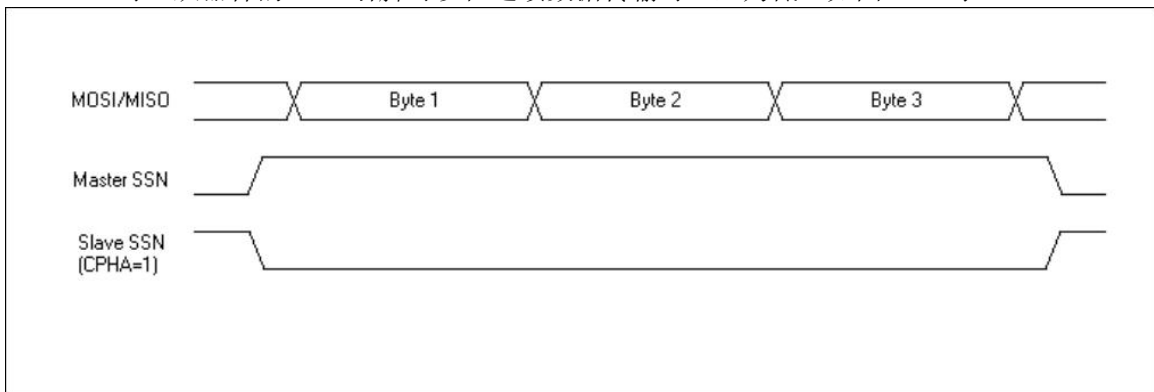 MOSI/MISO
Byte 1
Byte 2
Byte 3
Master SSN
Slave SSN
(CPHA=1)